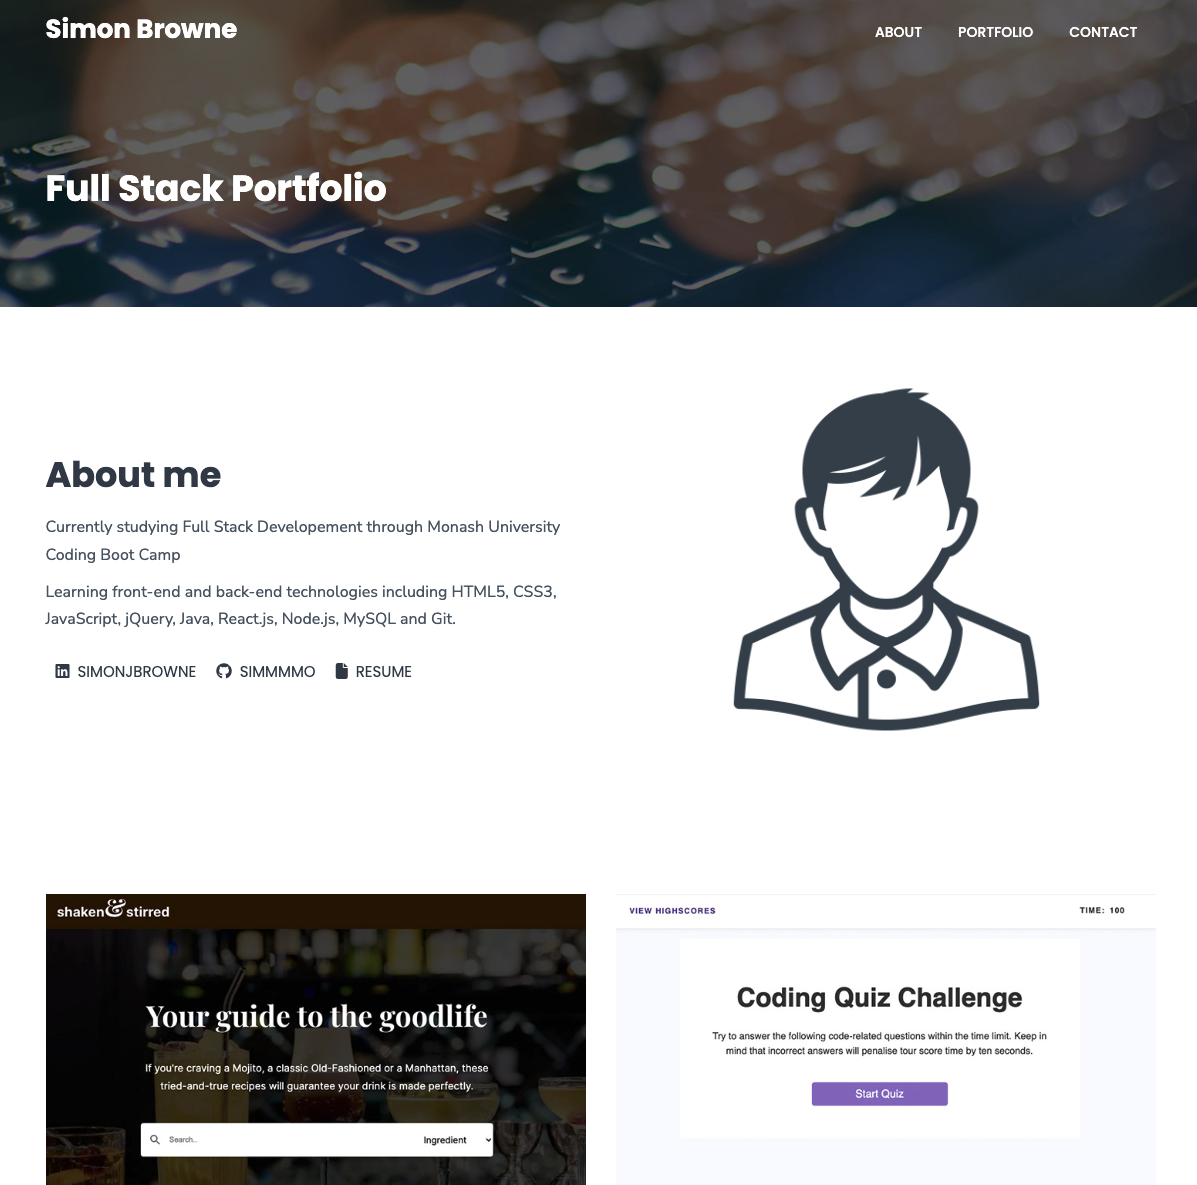 Simon Browne
ABOUT PORTFOLIO CONTACT
Full Stack Portfolio
D
C
V
About me
Currently studying Full Stack Developement through Monash University
Coding Boot Camp
Learning front-end and back-end technologies including HTML5, CSS3,
JavaScript, jQuery, Java, React.js, Node.js, MySQL and Git.
SIMONJBROWNE SIMMMMO RESUME
shaken&stirred
Your guide to the goodlife
If you're craving a Mojito, a classic Old-Fashioned or a Manhattan, these
tried-and-true recipes will guarantee your drink is made perfectly.
Search... Ingredient
VIEW HIGHSCORES TIME: 100
Coding Quiz Challenge
Try to answer the following code-related questions within the time limit. Keep in
mind that incorrect answers will penalise tour score time by ten seconds.
Start Quiz